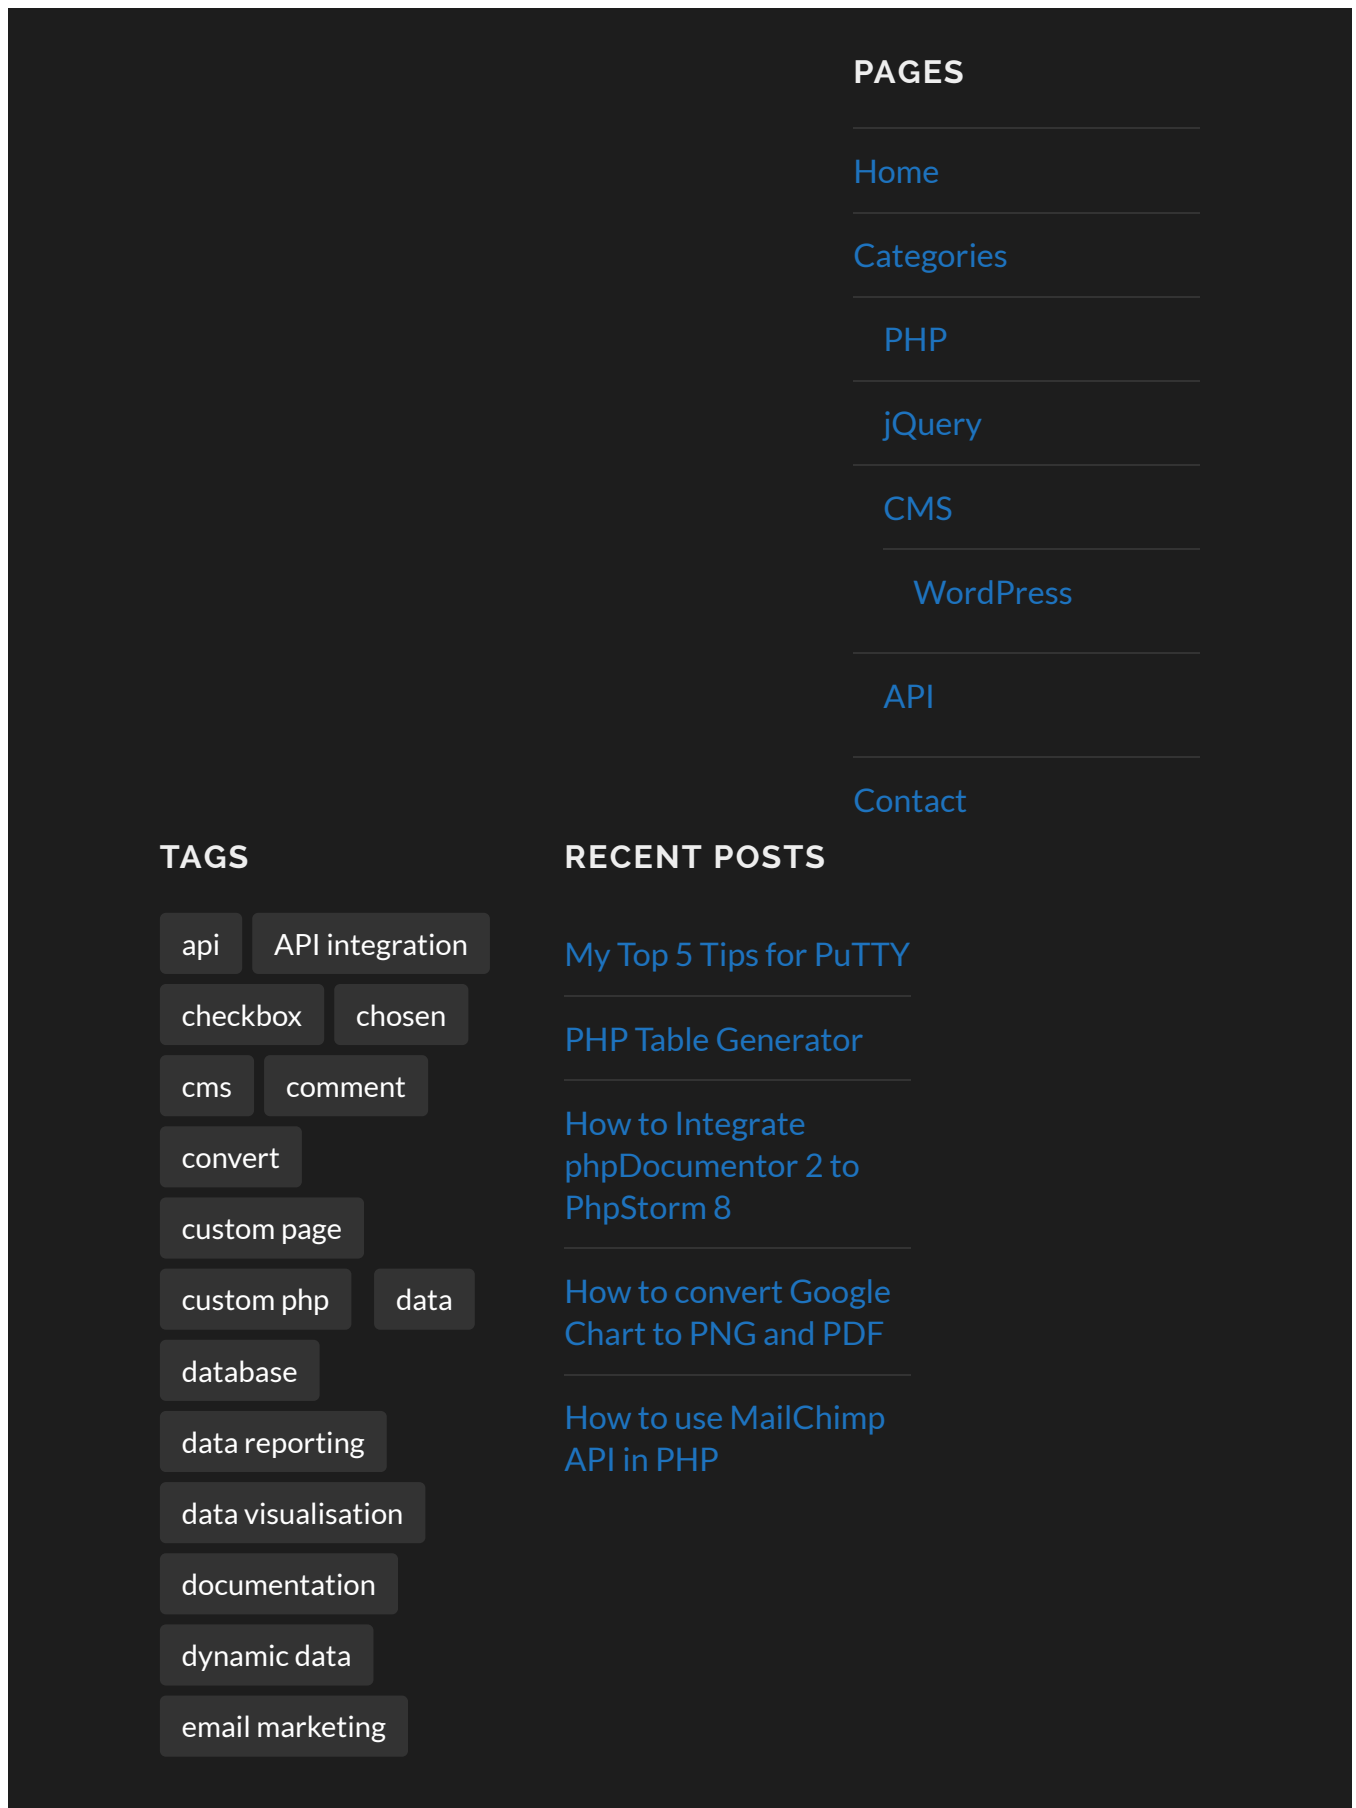 PAGES
Home
Categories
PHP
jQuery
CMS
WordPress
API
Contact
TAGS
api API integration
checkbox chosen
cms comment
convert
custom page
custom php data
database
data reporting
data visualisation
documentation
dynamic data
email marketing
RECENT POSTS
My Top 5 Tips for PuTTY
PHP Table Generator
How to Integrate
phpDocumentor 2 to
PhpStorm 8
How to convert Google
Chart to PNG and PDF
How to use MailChimp
API in PHP